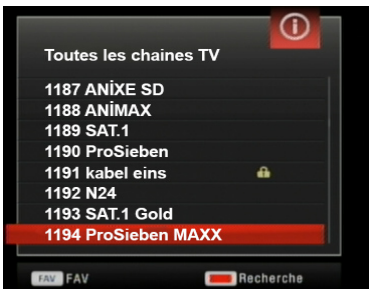 Toutes les chaines TV
1187 ANİXE SD
1188 ANİMAX
1189 SAT.1
1190 ProSieben
1191 kabel eins
1192 N24
1193 SAT.1 Gold
1194 ProSieben MAXX
FAV FAV
Recherche